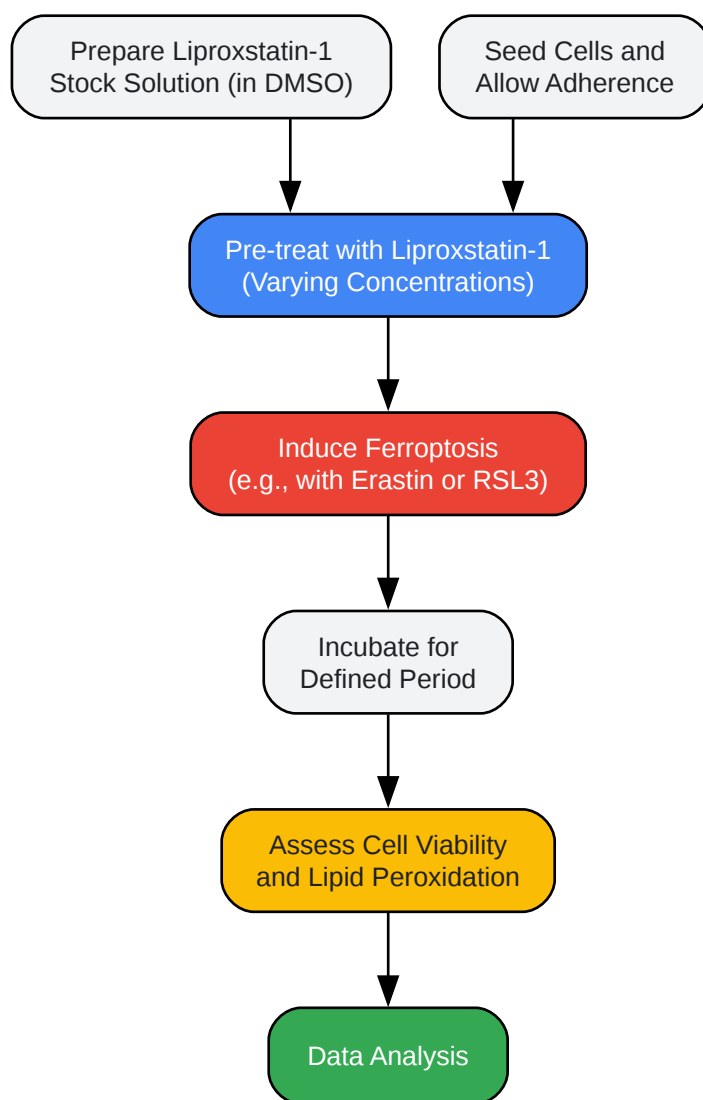 Prepare Liproxstatin-1
Stock Solution (in DMSO)
Seed Cells and
Allow Adherence
Pre-treat with Liproxstatin-1
(Varying Concentrations)
Induce Ferroptosis
(e.g., with Erastin or RSL3)
Incubate for
Defined Period
Assess Cell Viability
and Lipid Peroxidation
Data Analysis